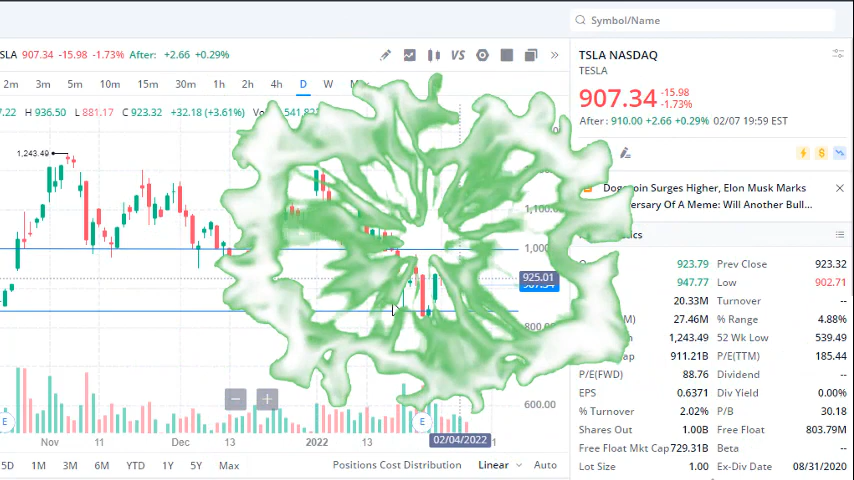 Symbol/Name
SLA 907.34 -15.98 -1.73% After: +2.66 +0.29%
VS
TSLA NASDAQ
TESLA
907.34 -15.98
-1.73%
After : 910.00 +2.66 +0.29% 02/07 19:59 EST
2m 3m 5m 10m 15m 30m 1h 2h 4h D W
7.22 H 936.50 L 881.17 C 923.32 +32.18 (+3.61%)
1,243.49
925.01
800.00
600.00
Surges Higher, Elon Musk Marks
Of A Meme: Will Another Bull...
923.79 Prev Close 923.32
947.77 Low 902.71
20.33M Turnover --
27.46M % Range 4.88%
1,243.49 52 Wk Low 539.49
911.21B P/E(TTM) 185.44
P/E(FWD) 88.76 Dividend --
EPS 0.6371 Div Yield 0.00%
% Turnover 2.02% P/B 30.18
Shares Out 1.00B Free Float 803.79M
Free Float Mkt Cap 729.31B Beta --
Lot Size 1.00 Ex-Div Date 08/31/2020
E E
Nov 11 Dec 13 2022 13 02/04/2022
5D 1M 3M 6M YTD 1Y 5Y Max Positions Cost Distribution Linear Auto